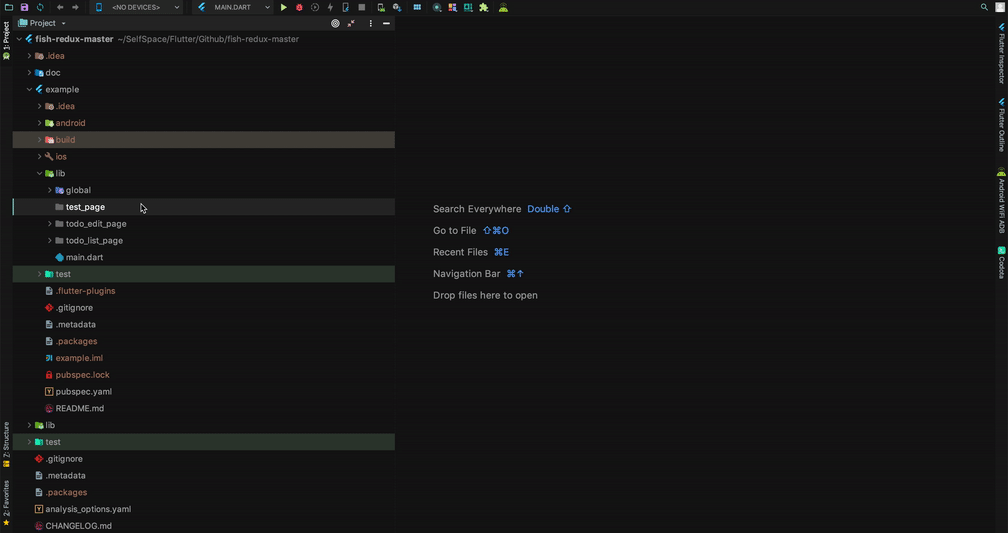 <NO DEVICES>
MAIN.DART
1: Project
Project
fish-redux-master ~/SelfSpace/Flutter/Github/fish-redux-master
.idea
doc
example
.idea
android
build
ios
lib
global
test_page
todo_edit_page
todo_list_page
main.dart
test
.flutter-plugins
.gitignore
.metadata
.packages
example.iml
pubspec.lock
pubspec.yaml
README.md
lib
test
.gitignore
.metadata
.packages
analysis_options.yaml
CHANGELOG.md
Z: Structure
2: Favorites
Search Everywhere Double ⇧
Go to File ⇧⌘O
Recent Files ⌘E
Navigation Bar ⌘↑
Drop files here to open
Flutter Inspector
Flutter Outline
Android WiFi ADB
Codota